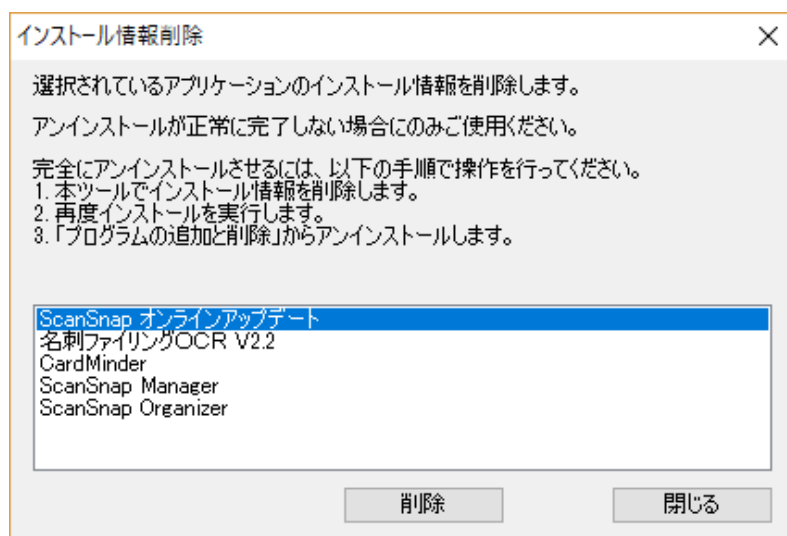 インストール情報削除
選択されているアプリケーションのインストール情報を削除します。
アンインストールが正常に完了しない場合にのみご使用ください。
完全にアンインストールさせるには、以下の手順で操作を行ってください。
1. 本ツールでインストール情報を削除します。
2. 再度インストールを実行します。
3. 「プログラムの追加と削除」からアンインストールします。
ScanSnap オンラインアップデート
名刺ファイリングOCR V2.2
CardMinder
ScanSnap Manager
ScanSnap Organizer
削除
閉じる